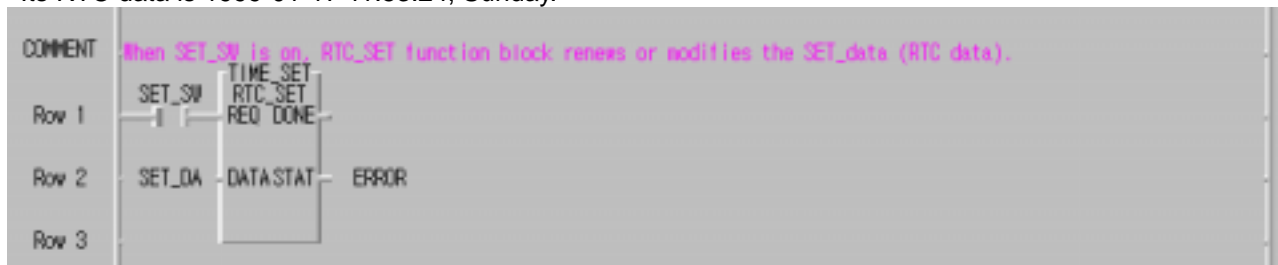 COMMENT When SET_SW is on, RTC_SET function block renews or modifies the SET_data (RTC data).
TIME_SET
SET_SW RTC_SET
Row 1 REQ DONE
Row 2 SET_DA DATA STAT ERROR
Row 3